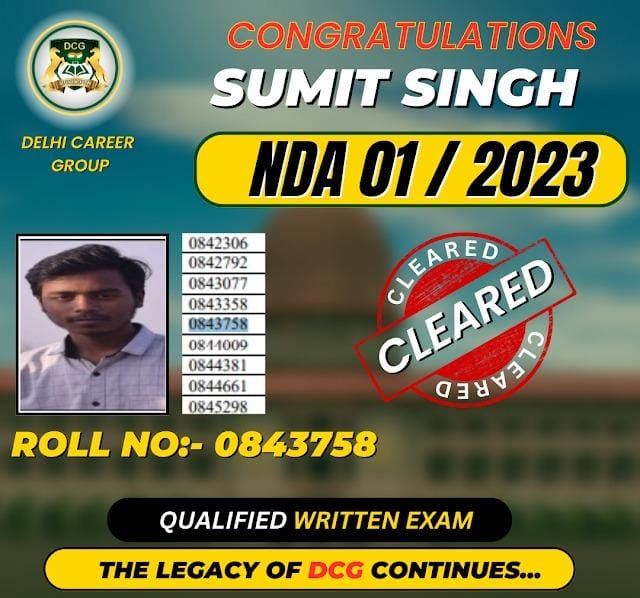 DCG
DELHI CAREER
GROUP
CONGRATULATIONS
SUMIT SINGH
NDA 01 / 2023
0842306
0842792
0843077
0843358
0843758
0844009
0844381
0844661
0845298
CLEARED
CLEARED
CLEARED
ROLL NO:- 0843758
QUALIFIED WRITTEN EXAM
THE LEGACY OF DCG CONTINUES...